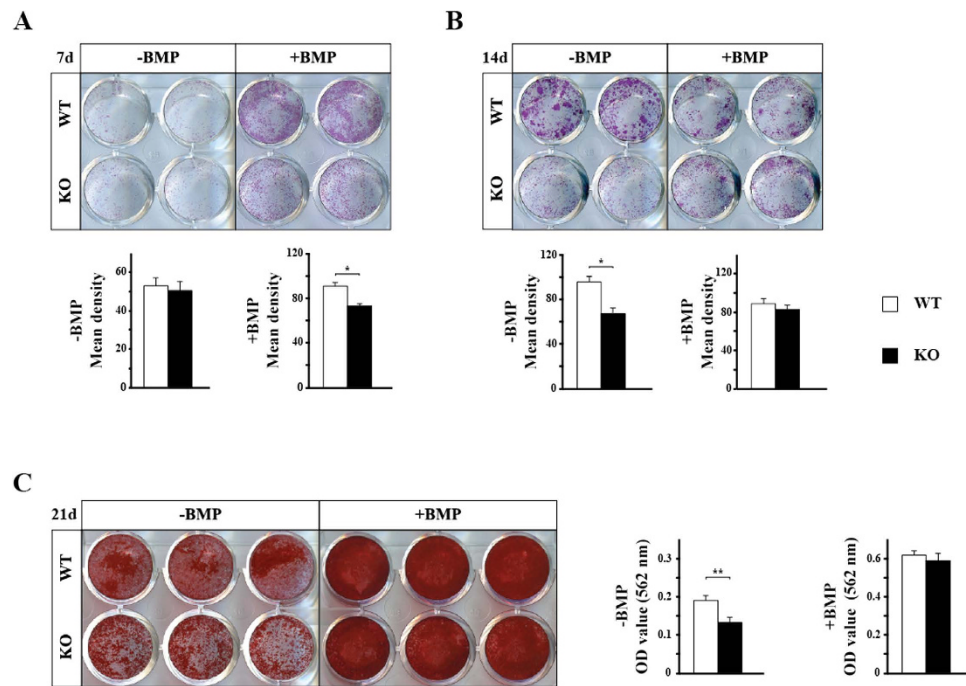 A
7d -BMP +BMP
WT
KO
-BMP
Mean density
60
40
20
0
+BMP
Mean density
120
80
40
0
*
B
14d -BMP +BMP
WT
KO
-BMP
Mean density
120
80
40
0
*
+BMP
Mean density
120
80
40
0
WT
KO
C
21d -BMP +BMP
WT
KO
-BMP
OD value (562 nm)
0.3
0.2
0.1
0
**
+BMP
OD value (562 nm)
0.6
0.4
0.2
0